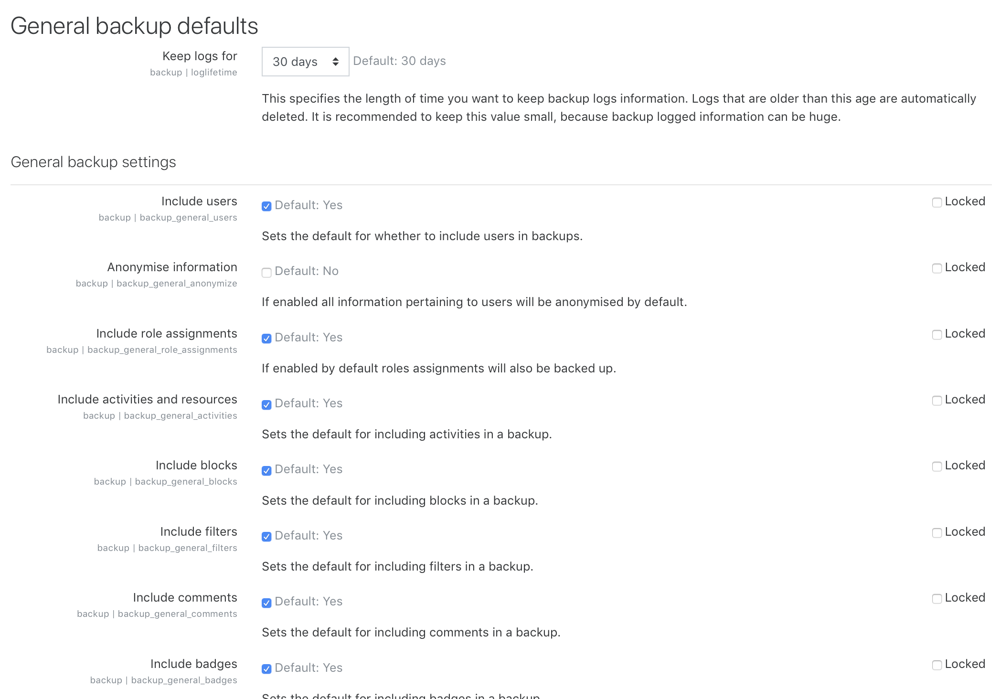 General backup defaults
Keep logs for
backup | loglifetime
30 days
Default: 30 days
This specifies the length of time you want to keep backup logs information. Logs that are older than this age are automatically
deleted. It is recommended to keep this value small, because backup logged information can be huge.
General backup settings
Include users
backup | backup_general_users
Default: Yes
Locked
Sets the default for whether to include users in backups.
Anonymise information
backup | backup_general_anonymize
Default: No
Locked
If enabled all information pertaining to users will be anonymised by default.
Include role assignments
backup | backup_general_role_assignments
Default: Yes
Locked
If enabled by default roles assignments will also be backed up.
Include activities and resources
backup | backup_general_activities
Default: Yes
Locked
Sets the default for including activities in a backup.
Include blocks
backup | backup_general_blocks
Default: Yes
Locked
Sets the default for including blocks in a backup.
Include filters
backup | backup_general_filters
Default: Yes
Locked
Sets the default for including filters in a backup.
Include comments
backup | backup_general_comments
Default: Yes
Locked
Sets the default for including comments in a backup.
Include badges
backup | backup_general_badges
Default: Yes
Locked
Sets the default for including badges in a backup.